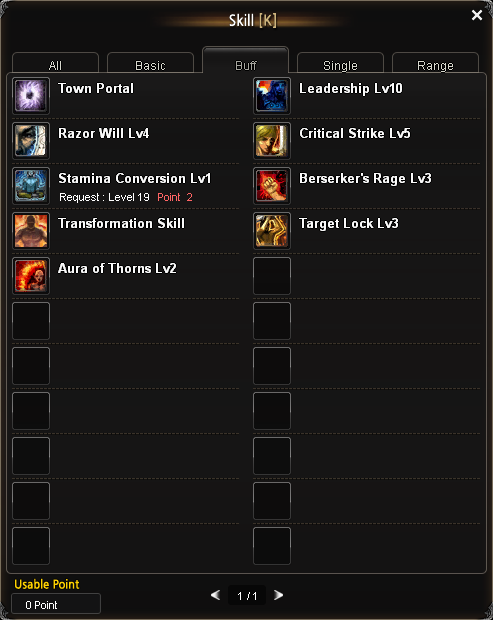 Skill [K]
All Basic Buff Single Range
Town Portal
Leadership Lv10
Razor Will Lv4
Critical Strike Lv5
Stamina Conversion Lv1
Request : Level 19 Point 2
Berserker's Rage Lv3
Transformation Skill
Target Lock Lv3
Aura of Thorns Lv2
Usable Point
0 Point
1 / 1